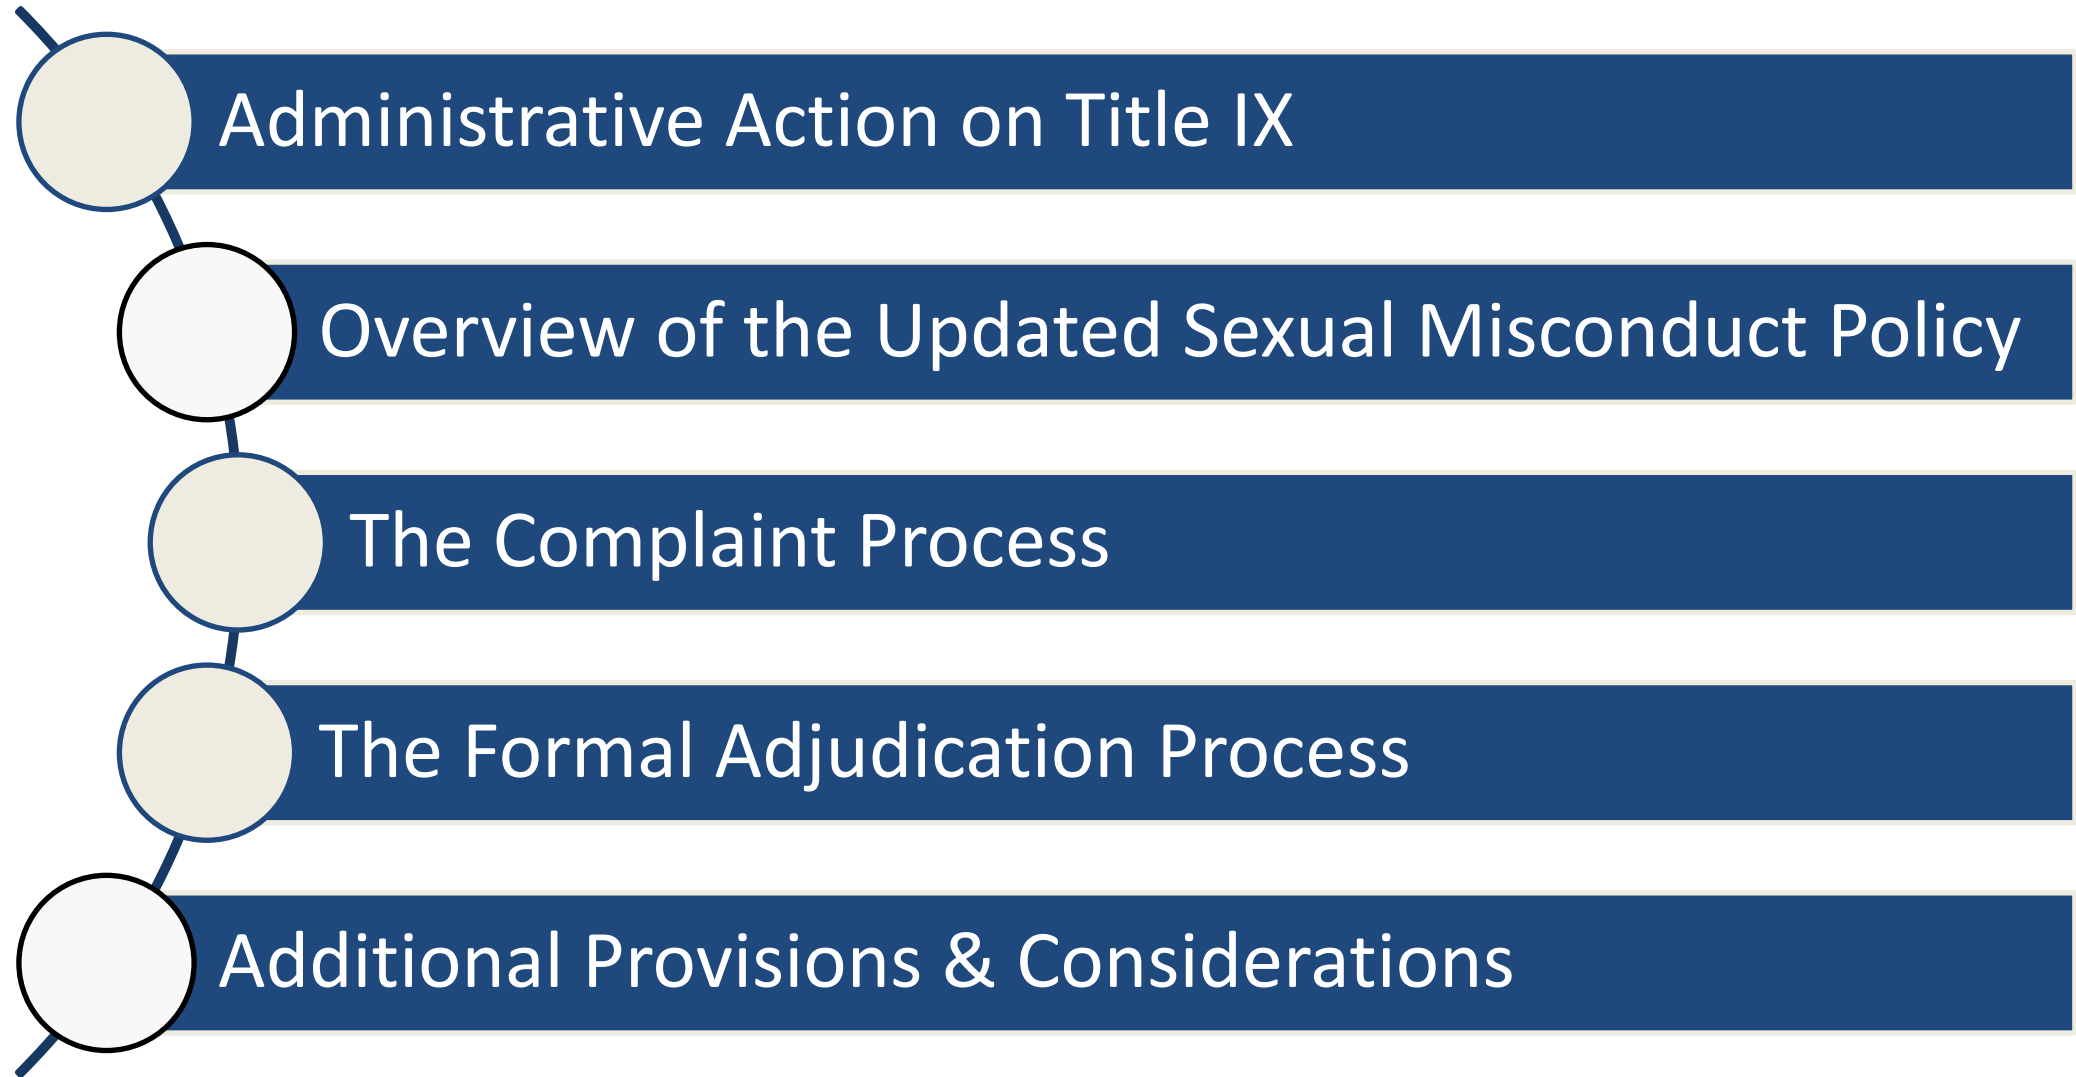 Administrative Action on Title IX
Overview of the Updated Sexual Misconduct Policy
The Complaint Process
The Formal Adjudication Process
Additional Provisions & Considerations